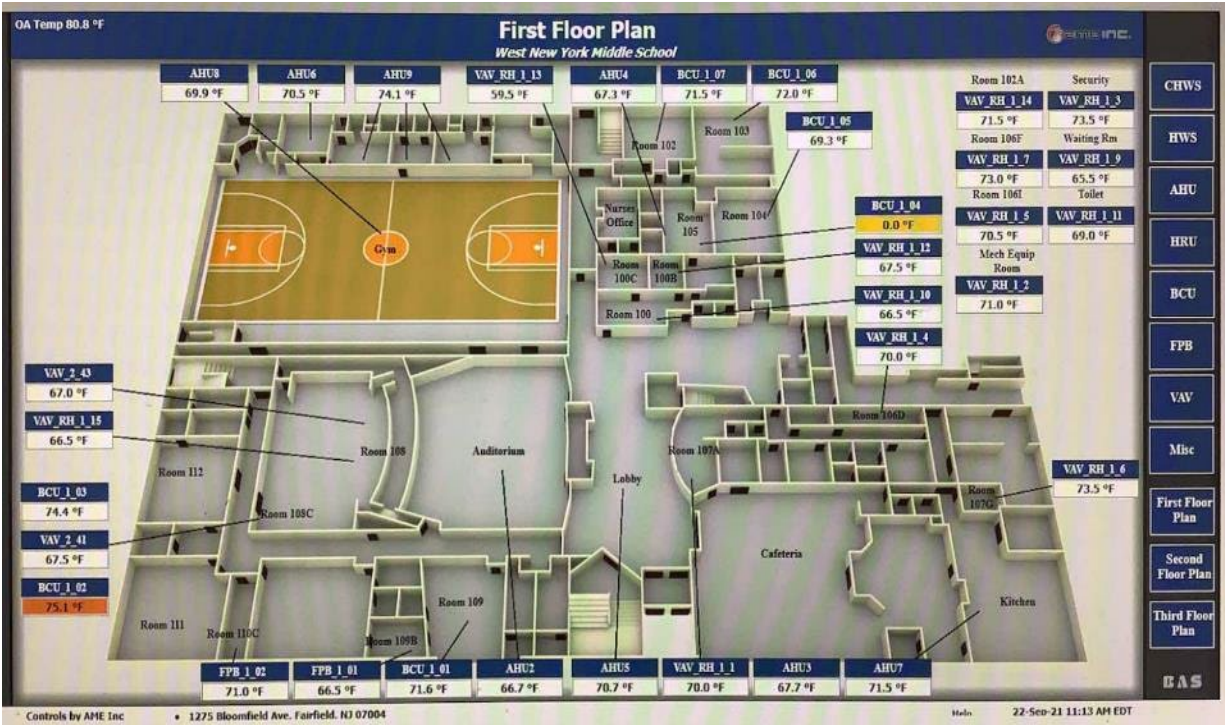 OA Temp 80.8 °F
First Floor Plan
West New York Middle School
AME INC.
AHU8
69.9 °F
AHU6
70.5 °F
AHU9
74.1 °F
VAV_RH_1_13
59.5 °F
AHU4
67.3 °F
BCU_1_07
71.5 °F
BCU_1_06
72.0 °F
BCU_1_05
69.3 °F
Room 102A
VAV_RH_1_14
71.5 °F
Security
VAV_RH_1_3
73.5 °F
Room 106F
VAV_RH_1_7
73.0 °F
Waiting Rm
VAV_RH_1_9
65.5 °F
Room 106I
VAV_RH_1_5
70.5 °F
Toilet
VAV_RH_1_11
69.0 °F
Mech Equip
Room
VAV_RH_1_2
71.0 °F
CHWS
HWS
AHU
HRU
BCU
FPB
VAV
Misc
First Floor
Plan
Second
Floor Plan
Third Floor
Plan
BAS
Room 102
Room 103
Nurses
Office
Room
105
Room 104
Gym
Room
100C
Room
100B
Room 100
BCU_1_04
0.0 °F
VAV_RH_1_12
67.5 °F
VAV_RH_1_10
66.5 °F
VAV_RH_1_4
70.0 °F
VAV_2_43
67.0 °F
VAV_RH_1_15
66.5 °F
BCU_1_03
74.4 °F
VAV_2_41
67.5 °F
BCU_1_02
75.1 °F
Room 112
Room 108
Room 108C
Auditorium
Lobby
Room 107A
Room 106D
Room
107G
VAV_RH_1_6
73.5 °F
Cafeteria
Kitchen
Room 111
Room 110C
Room 109B
Room 109
FPB_1_02
71.0 °F
FPB_1_01
66.5 °F
BCU_1_01
71.6 °F
AHU2
66.7 °F
AHU5
70.7 °F
VAV_RH_1_1
70.0 °F
AHU3
67.7 °F
AHU7
71.5 °F
Controls by AME Inc • 1275 Bloomfield Ave. Fairfield. NJ 07004
Help
22-Sep-21 11:13 AM EDT